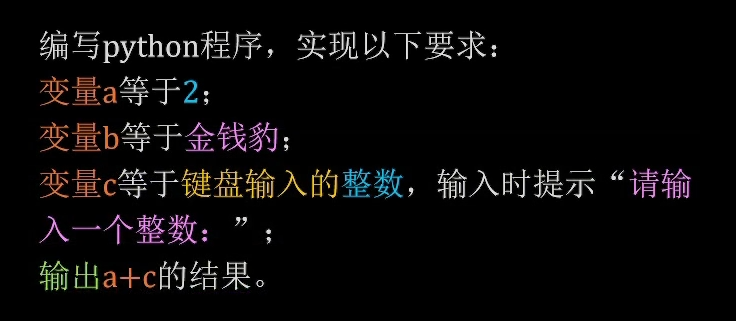 编写python程序，实现以下要求：
变量a等于2；
变量b等于金钱豹；
变量c等于键盘输入的整数，输入时提示“请输
入一个整数：”；
输出a+c的结果。